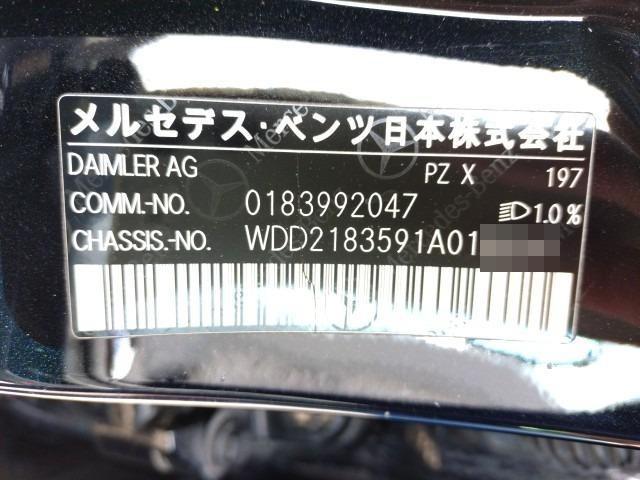 メルセデス・ベンツ日本株式会社
DAIMLER AG PZ X 197
COMM.-NO. 0183992047 1.0%
CHASSIS.-NO. WDD2183591A01